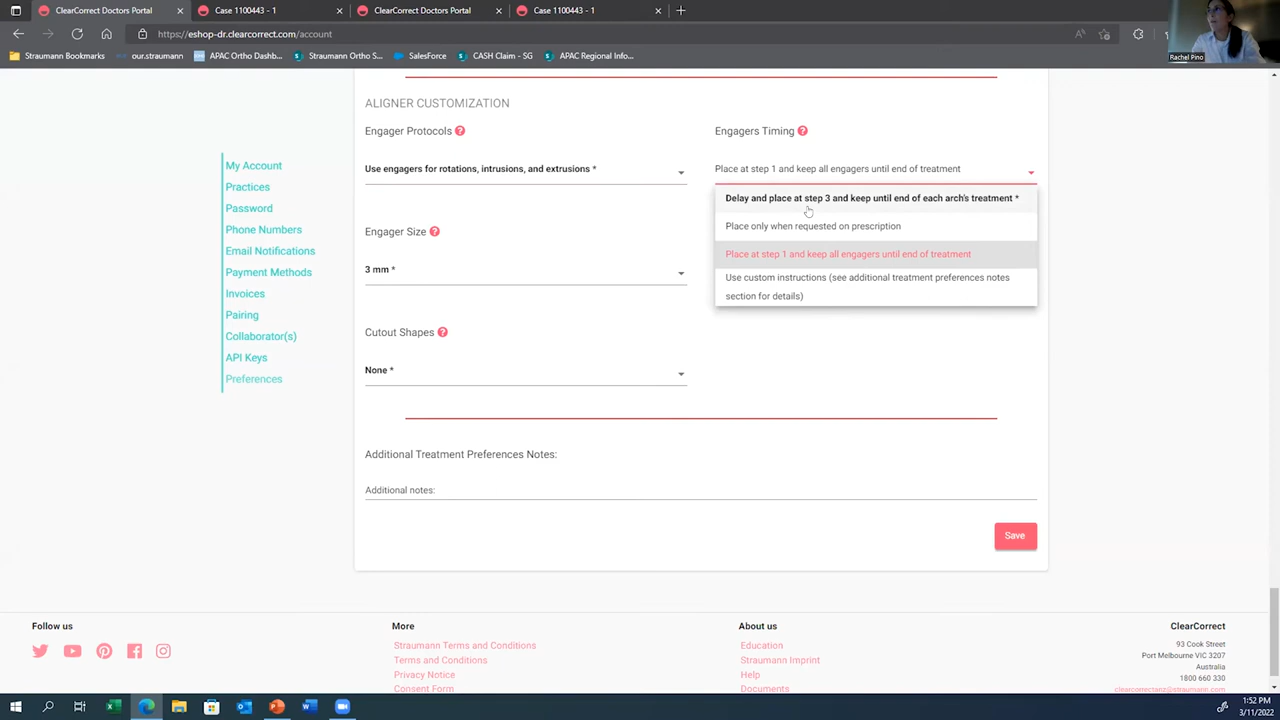 ClearCorrect Doctors Portal
Case 1100443 - 1
ClearCorrect Doctors Portal
Case 1100443 - 1
https://eshop-dr.clearcorrect.com/account
Straumann Bookmarks
our.straumann
APAC Ortho Dashb...
Straumann Ortho S...
SalesForce
CASH Claim - SG
APAC Regional Infor...
Rachel Pino
ALIGNER CUSTOMIZATION
Engager Protocols ?
Engagers Timing ?
Use engagers for rotations, intrusions, and extrusions *
Place at step 1 and keep all engagers until end of treatment
Delay and place at step 3 and keep until end of each arch's treatment *
Place only when requested on prescription
Place at step 1 and keep all engagers until end of treatment
Use custom instructions (see additional treatment preferences notes
section for details)
Engager Size ?
3 mm *
Cutout Shapes ?
None *
My Account
Practices
Password
Phone Numbers
Email Notifications
Payment Methods
Invoices
Pairing
Collaborator(s)
API Keys
Preferences
Additional Treatment Preferences Notes:
Additional notes:
Save
Follow us
More
Straumann Terms and Conditions
Terms and Conditions
Privacy Notice
Consent Form
About us
Education
Straumann Imprint
Help
Documents
ClearCorrect
93 Cook Street
Port Melbourne VIC 3207
Australia
1800 660 330
clearcorrectanz@straumann.com
1:52 PM
3/11/2022